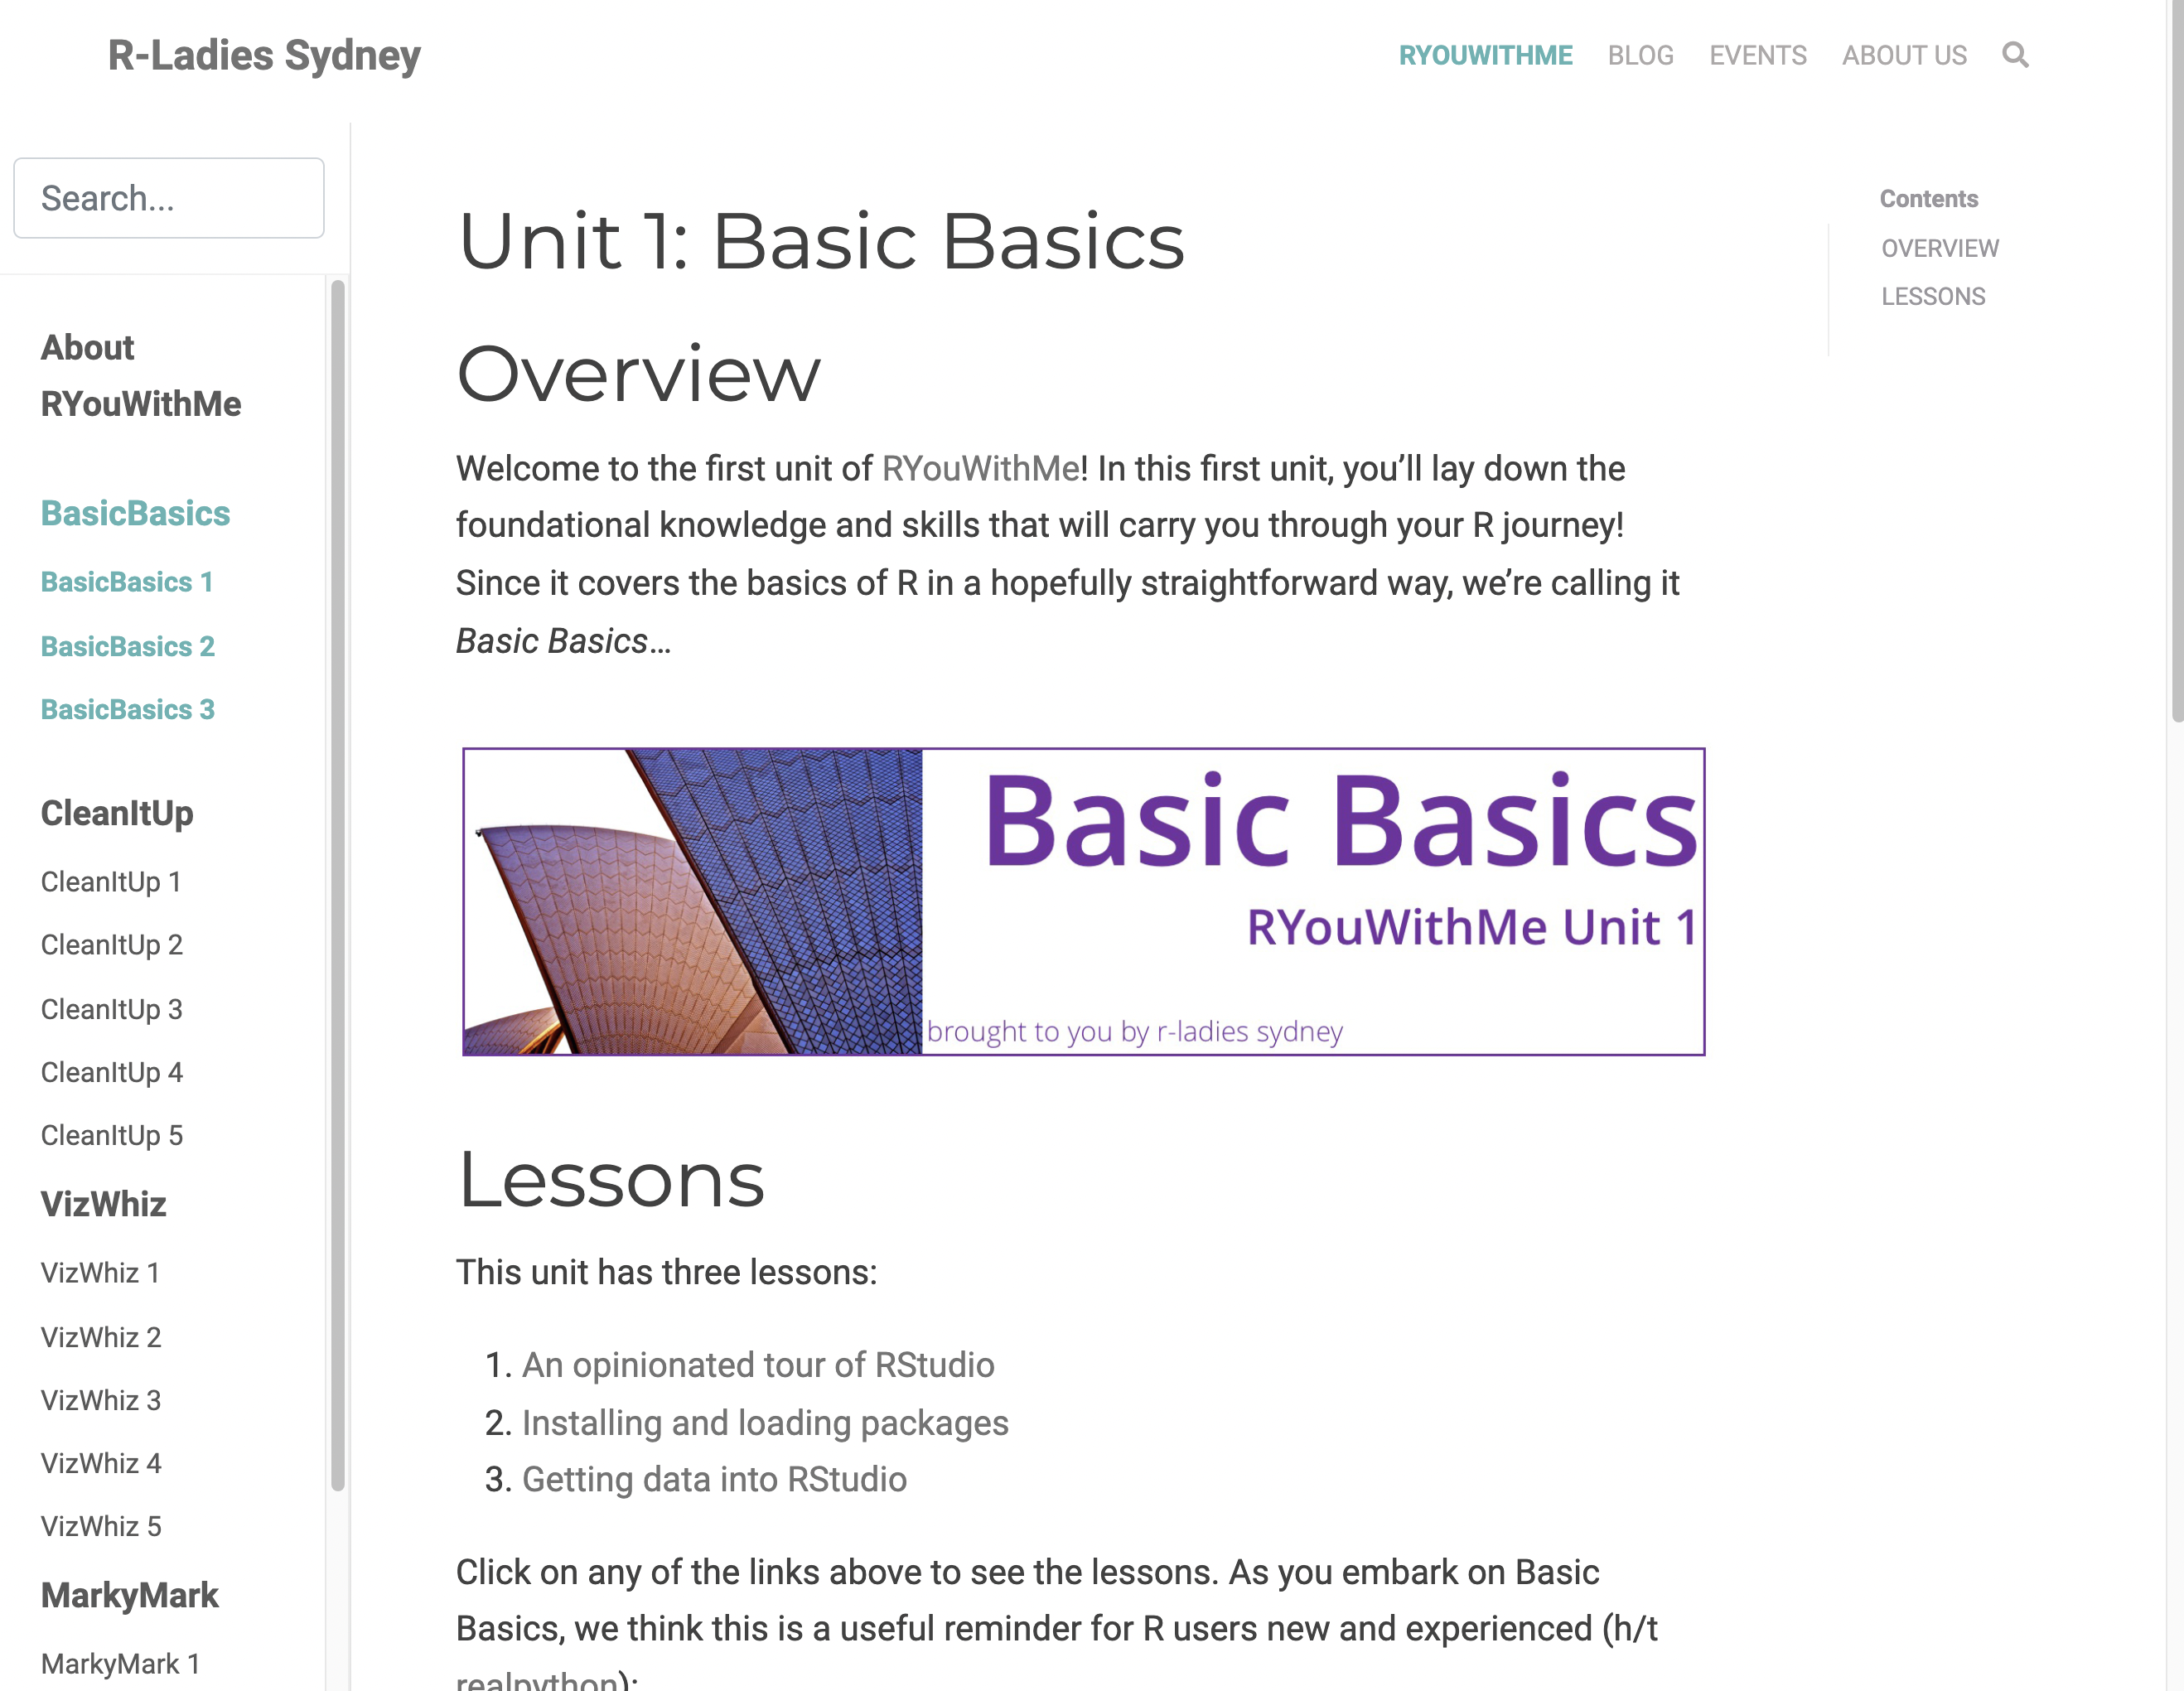 R-Ladies Sydney
RYOUWITHME BLOG EVENTS ABOUT US
Search...
About
RYouWithMe
BasicBasics
BasicBasics 1
BasicBasics 2
BasicBasics 3
CleanItUp
CleanItUp 1
CleanItUp 2
CleanItUp 3
CleanItUp 4
CleanItUp 5
VizWhiz
VizWhiz 1
VizWhiz 2
VizWhiz 3
VizWhiz 4
VizWhiz 5
MarkyMark
MarkyMark 1
Unit 1: Basic Basics
Overview
Welcome to the first unit of RYouWithMe! In this first unit, you’ll lay down the
foundational knowledge and skills that will carry you through your R journey!
Since it covers the basics of R in a hopefully straightforward way, we’re calling it
Basic Basics…
Basic Basics
RYouWithMe Unit 1
brought to you by r-ladies sydney
Lessons
This unit has three lessons:
1. An opinionated tour of RStudio
2. Installing and loading packages
3. Getting data into RStudio
Click on any of the links above to see the lessons. As you embark on Basic
Basics, we think this is a useful reminder for R users new and experienced (h/t
realpython):
Contents
OVERVIEW
LESSONS